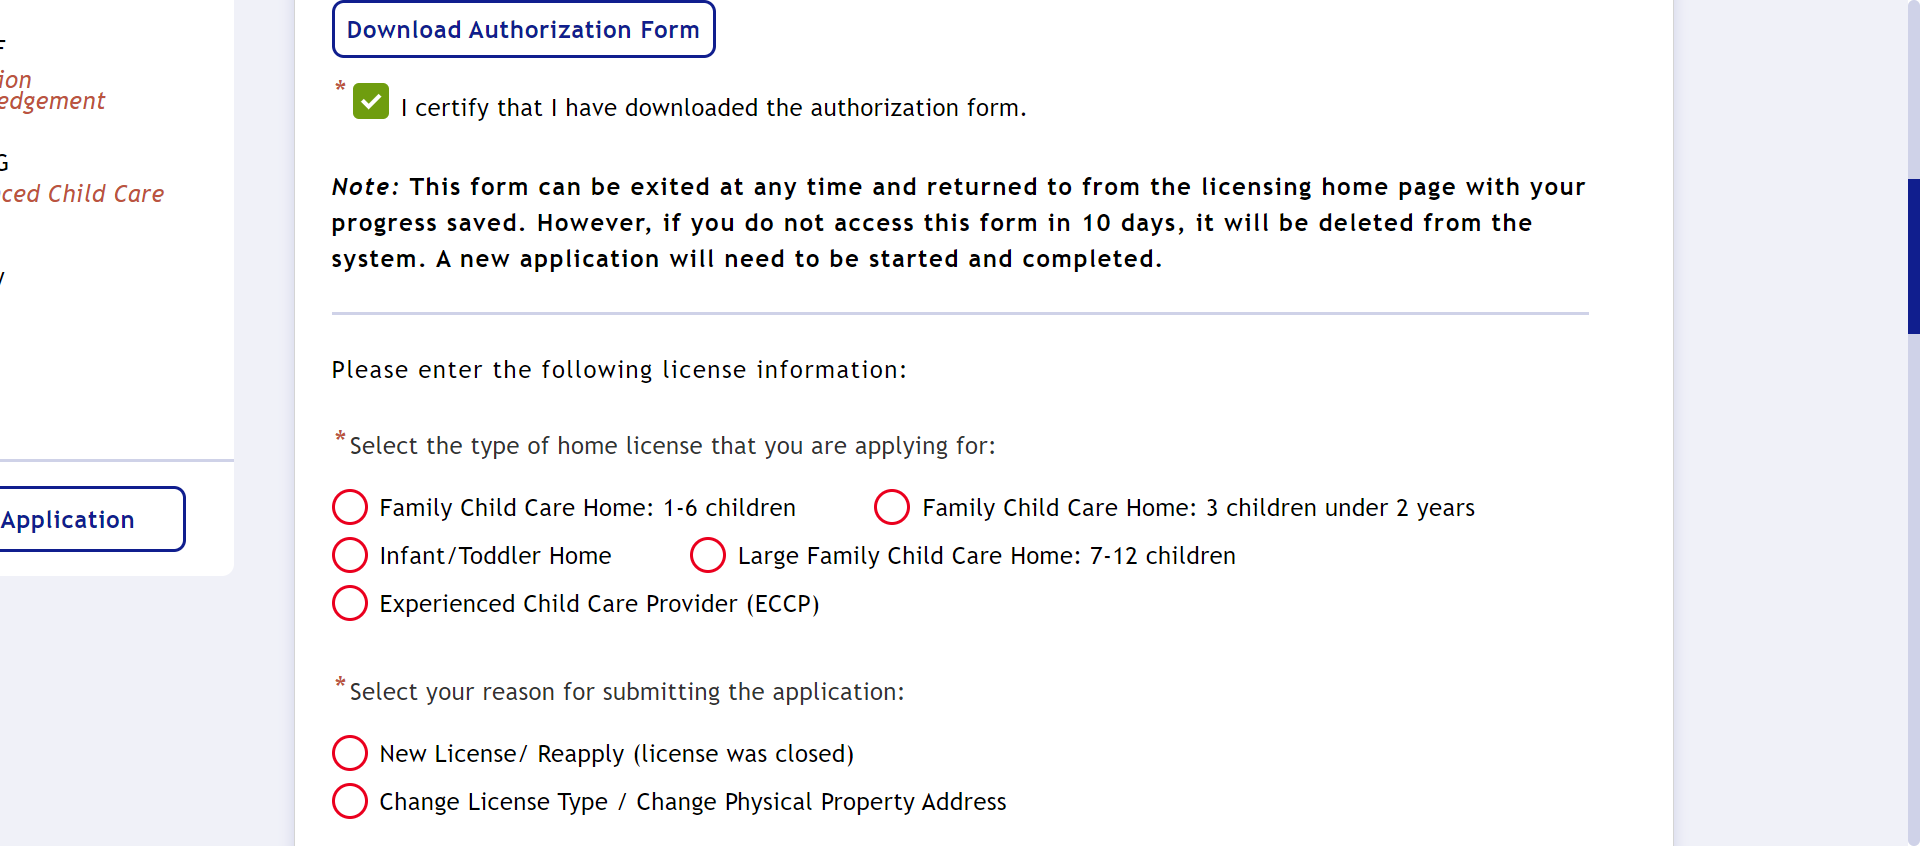 Download Authorization Form
* I certify that I have downloaded the authorization form.
Note: This form can be exited at any time and returned to from the licensing home page with your
progress saved. However, if you do not access this form in 10 days, it will be deleted from the
system. A new application will need to be started and completed.
Please enter the following license information:
*Select the type of home license that you are applying for:
Family Child Care Home: 1-6 children
Family Child Care Home: 3 children under 2 years
Infant/Toddler Home
Large Family Child Care Home: 7-12 children
Experienced Child Care Provider (ECCP)
*Select your reason for submitting the application:
New License/ Reapply (license was closed)
Change License Type / Change Physical Property Address
ion
edgement
G
ced Child Care
Application